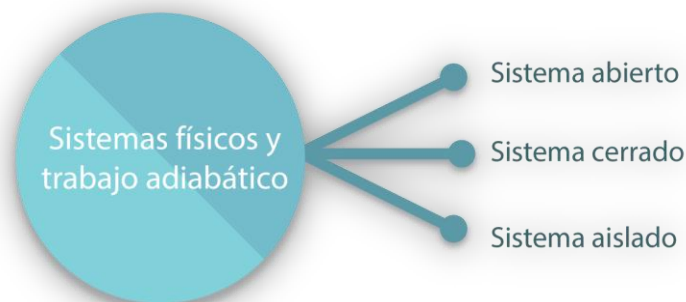 Sistemas físicos y
trabajo adiabático
Sistema abierto
Sistema cerrado
Sistema aislado